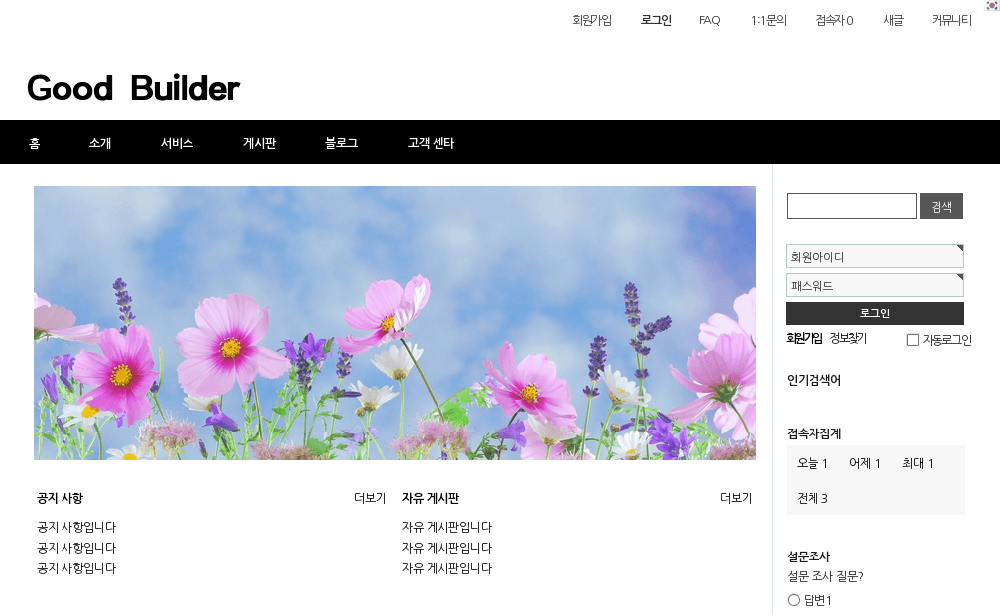 회원가입 로그인 FAQ 1:1문의 접속자 0 새글 커뮤니티
Good Builder
홈 소개 서비스 게시판 블로그 고객 센타
검색
회원아이디
패스워드
로그인
회원가입 정보찾기 자동로그인
인기검색어
접속자집계
오늘 1 어제 1 최대 1
전체 3
공지 사항 더보기
공지 사항입니다
공지 사항입니다
공지 사항입니다
자유 게시판 더보기
자유 게시판입니다
자유 게시판입니다
자유 게시판입니다
설문조사
설문 조사 질문?
답변1